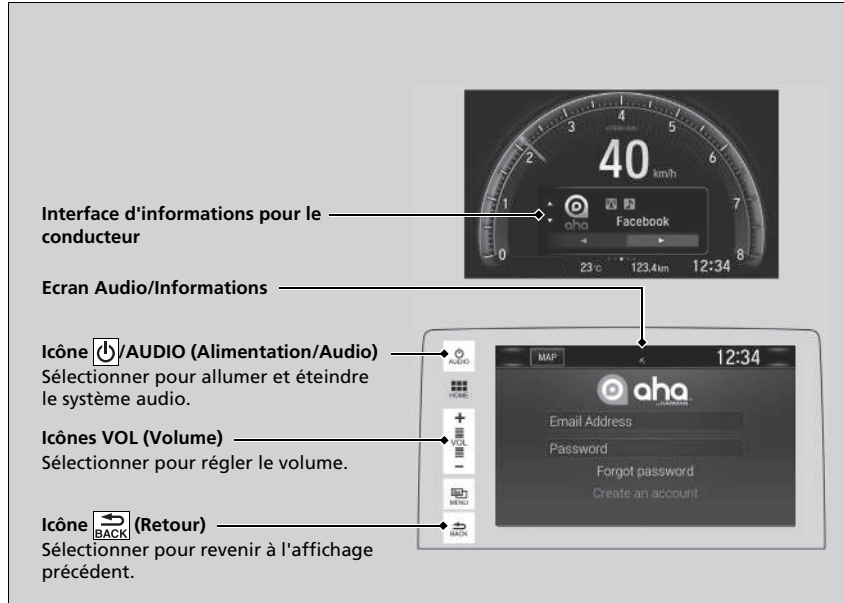 4
3
5
2
40
km/h
6
Interface d'informations pour le
conducteur
1
aha
Facebook
7
0
8
23°c
123.4km
12:34
Ecran Audio/Informations
Icône /AUDIO (Alimentation/Audio)
Sélectionner pour allumer et éteindre
le système audio.
AUDIO
MAP
12:34
HOME
aha
by HARMAN
Icônes VOL (Volume)
Sélectionner pour régler le volume.
+
VOL
−
Email Address
Password
Forgot password
Create an account
MENU
Icône BACK (Retour)
Sélectionner pour revenir à l'affichage
précédent.
BACK